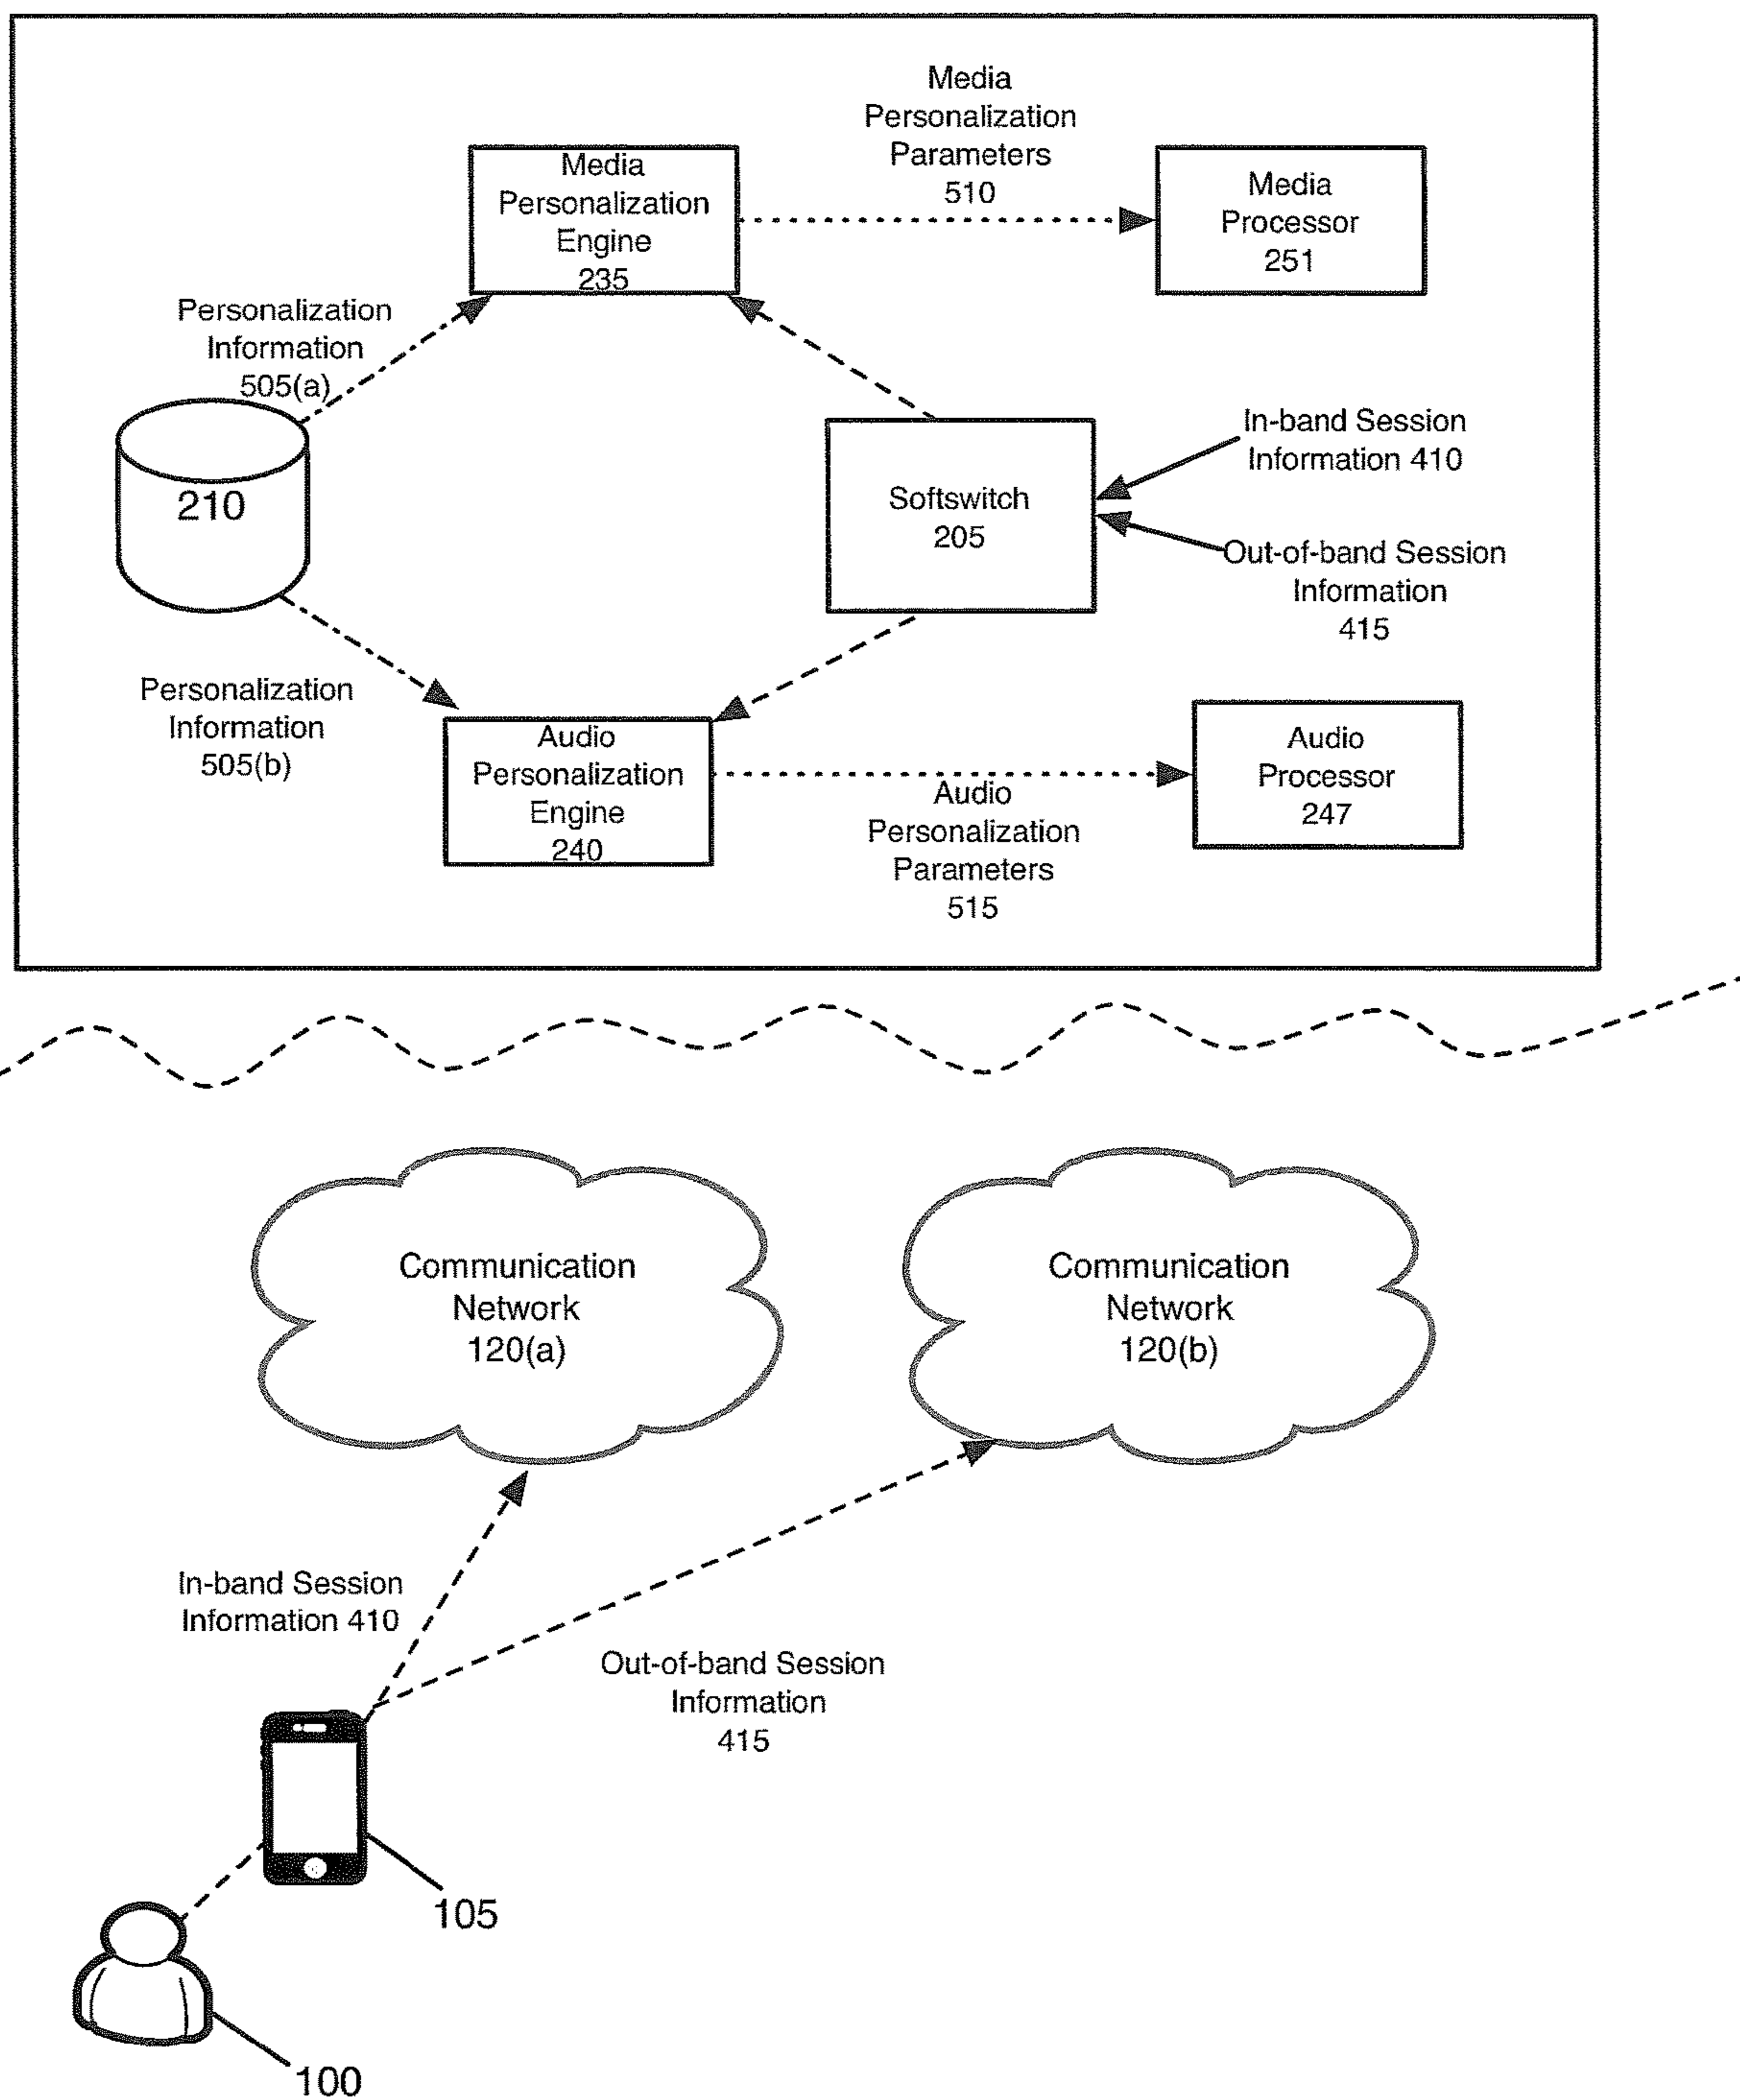 Media
Personalization
Parameters
510
Media
Personalization
Engine
235
Media
Processor
251
Personalization
Information
505(a)
210
Softswitch
205
In-band Session
Information 410
Out-of-band Session
Information
415
Personalization
Information
505(b)
Audio
Personalization
Engine
240
Audio
Personalization
Parameters
515
Audio
Processor
247
Communication
Network
120(a)
Communication
Network
120(b)
In-band Session
Information 410
Out-of-band Session
Information
415
105
100